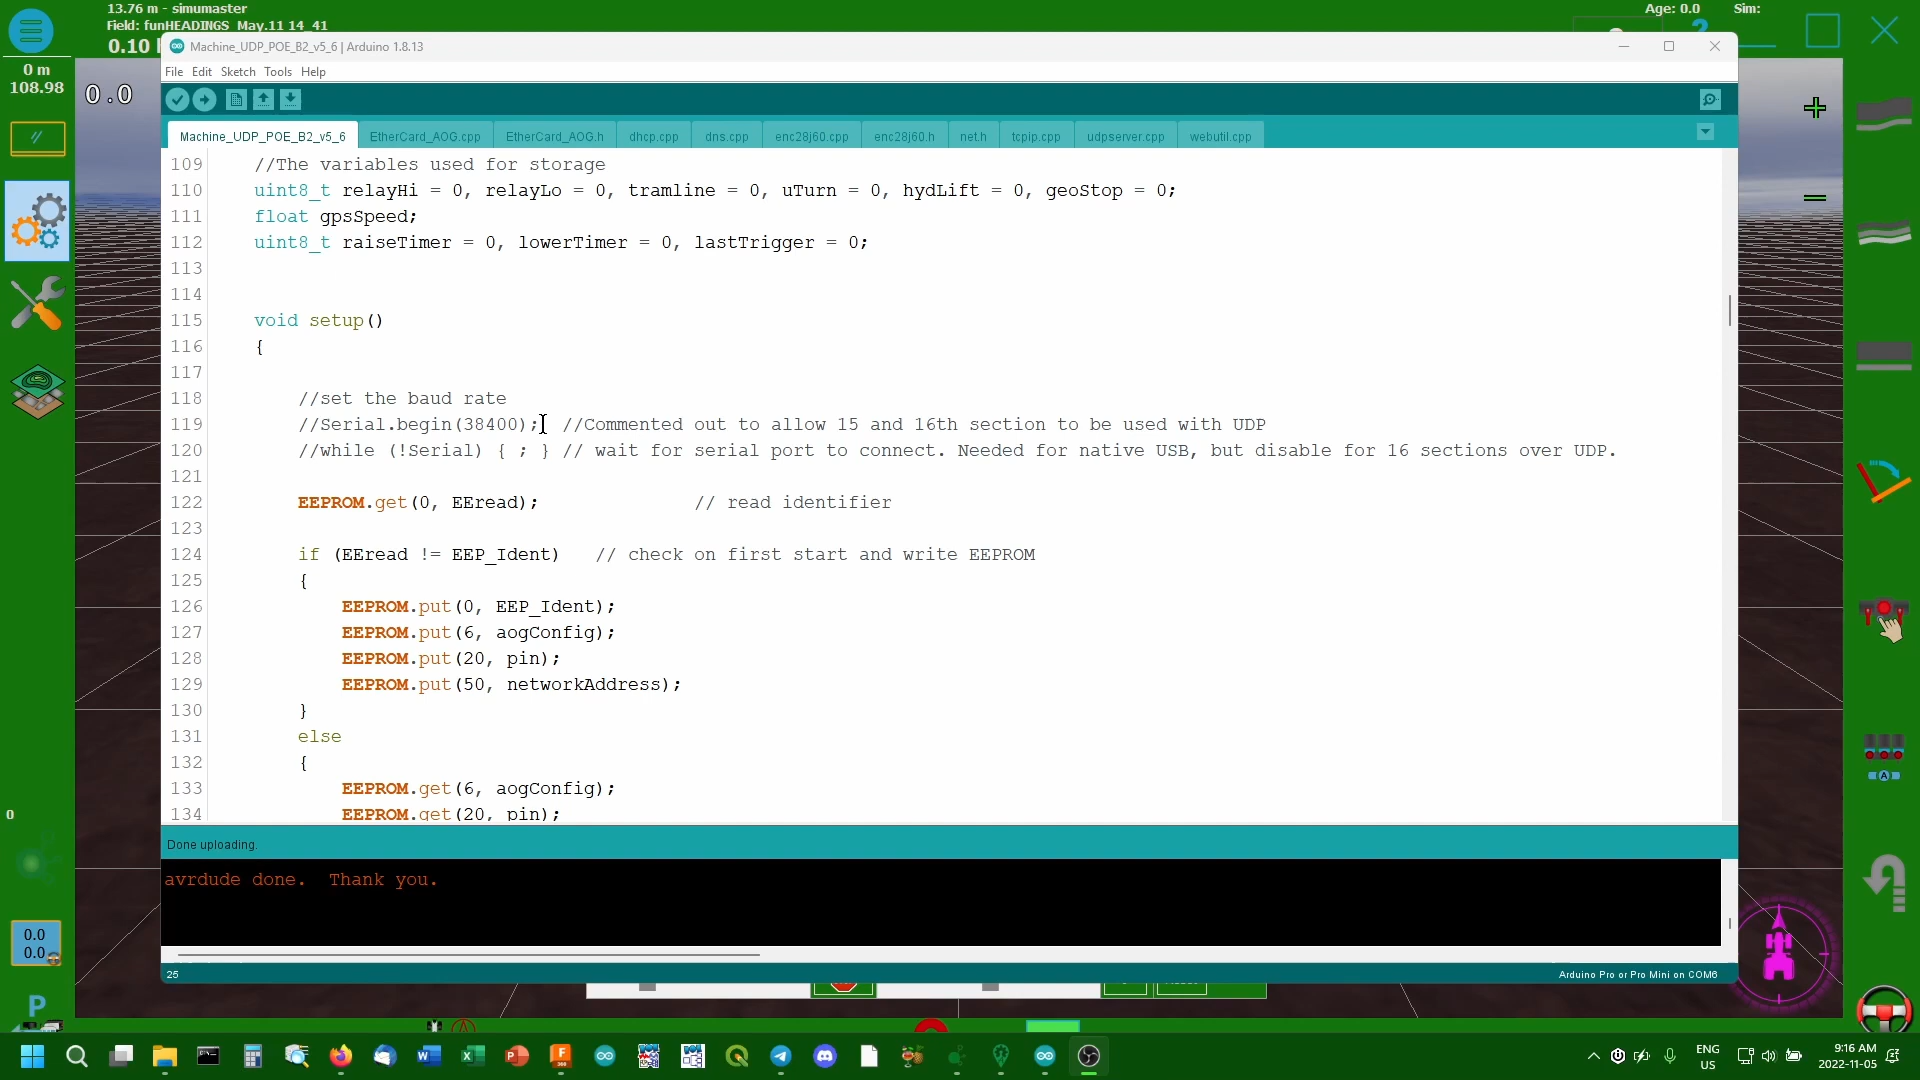 13.76 m - simumaster
Field: funHEADINGS May.11 14_41
0.10
Age: 0.0 Sim:
0 m
108.98
0.0
Machine_UDP_POE_B2_v5_6 | Arduino 1.8.13
File Edit Sketch Tools Help
Machine_UDP_POE_B2_v5_6 EtherCard_AOG.cpp EtherCard_AOG.h dhcp.cpp dns.cpp enc28j60.cpp enc28j60.h net.h tcpip.cpp udpserver.cpp webutil.cpp
109 //The variables used for storage
110 uint8_t relayHi = 0, relayLo = 0, tramline = 0, uTurn = 0, hydLift = 0, geoStop = 0;
111 float gpsSpeed;
112 uint8_t raiseTimer = 0, lowerTimer = 0, lastTrigger = 0;
113
114
115 void setup()
116 {
117
118 //set the baud rate
119 //Serial.begin(38400); //Commented out to allow 15 and 16th section to be used with UDP
120 //while (!Serial) { ; } // wait for serial port to connect. Needed for native USB, but disable for 16 sections over UDP.
121
122 EEPROM.get(0, EEread); // read identifier
123
124 if (EEread != EEP_Ident) // check on first start and write EEPROM
125 {
126 EEPROM.put(0, EEP_Ident);
127 EEPROM.put(6, aogConfig);
128 EEPROM.put(20, pin);
129 EEPROM.put(50, networkAddress);
130 }
131 else
132 {
133 EEPROM.get(6, aogConfig);
134 EEPROM.get(20, pin);
Done uploading.
avrdude done. Thank you.
25
Arduino Pro or Pro Mini on COM6
0
0.0
0.0
P
A
ENG
US
9:16 AM
2022-11-05